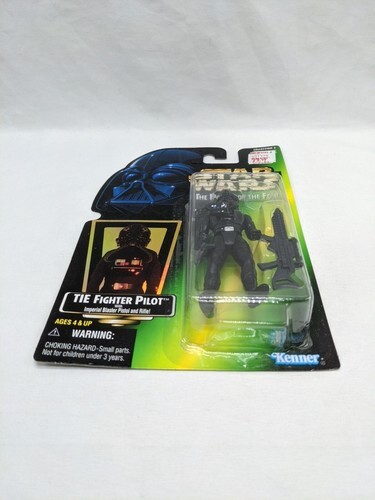 STAR
WARS
THE POWER OF THE FORCE
TIE FIGHTER PILOT™
WITH
Imperial Blaster Pistol and Rifle!
AGES 4 & UP
WARNING:
CHOKING HAZARD-Small parts.
Not for children under 3 years.
Kenner